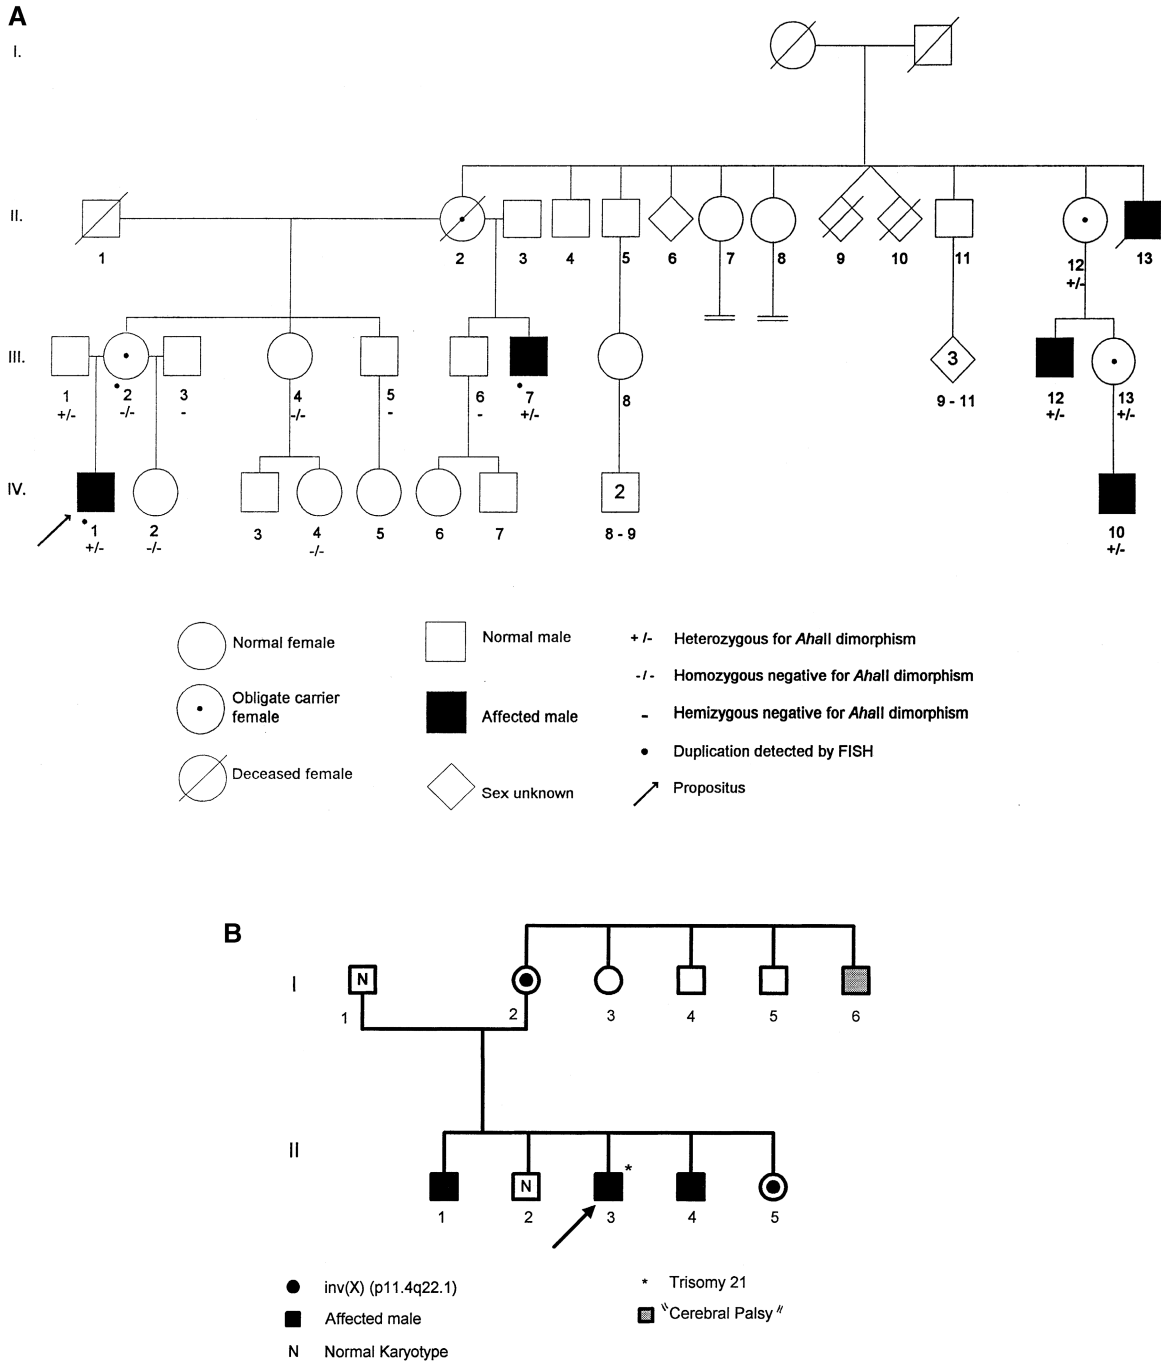 A
I.
II.
1 2 3 4 5 6 7 8 9 10 11 12 13
+/-
3
III.
1 2 3 4 5 6 7 8 9 - 11 12 13
+/- -/- - -/- - - +/- +/- +/-
2
IV.
1 2 3 4 5 6 7 8 - 9 10
+/- -/- -/- +/-
Normal female
Obligate carrier
female
Deceased female
Normal male
Affected male
Sex unknown
+/- Heterozygous for AhaII dimorphism
-/- Homozygous negative for AhaII dimorphism
- Hemizygous negative for AhaII dimorphism
• Duplication detected by FISH
Propositus
B
I
N
1 2 3 4 5 6
II
N *
1 2 3 4 5
inv(X) (p11.4q22.1)
Affected male
N Normal Karyotype
* Trisomy 21
"Cerebral Palsy"